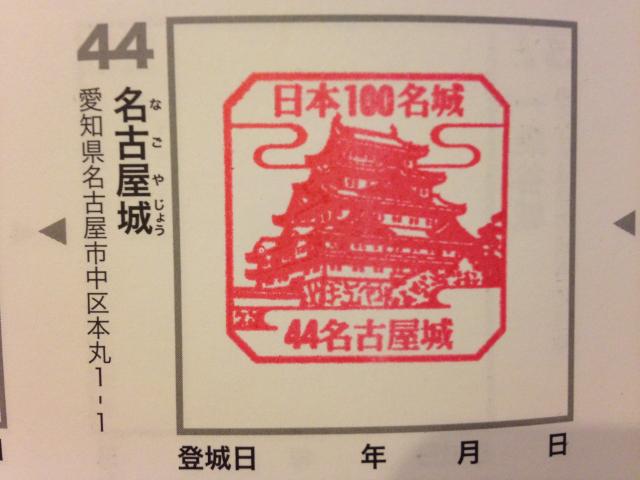 44
名古屋城
なごやじょう
愛知県名古屋市中区本丸1-1
日本100名城
44名古屋城
登城日 年 月 日